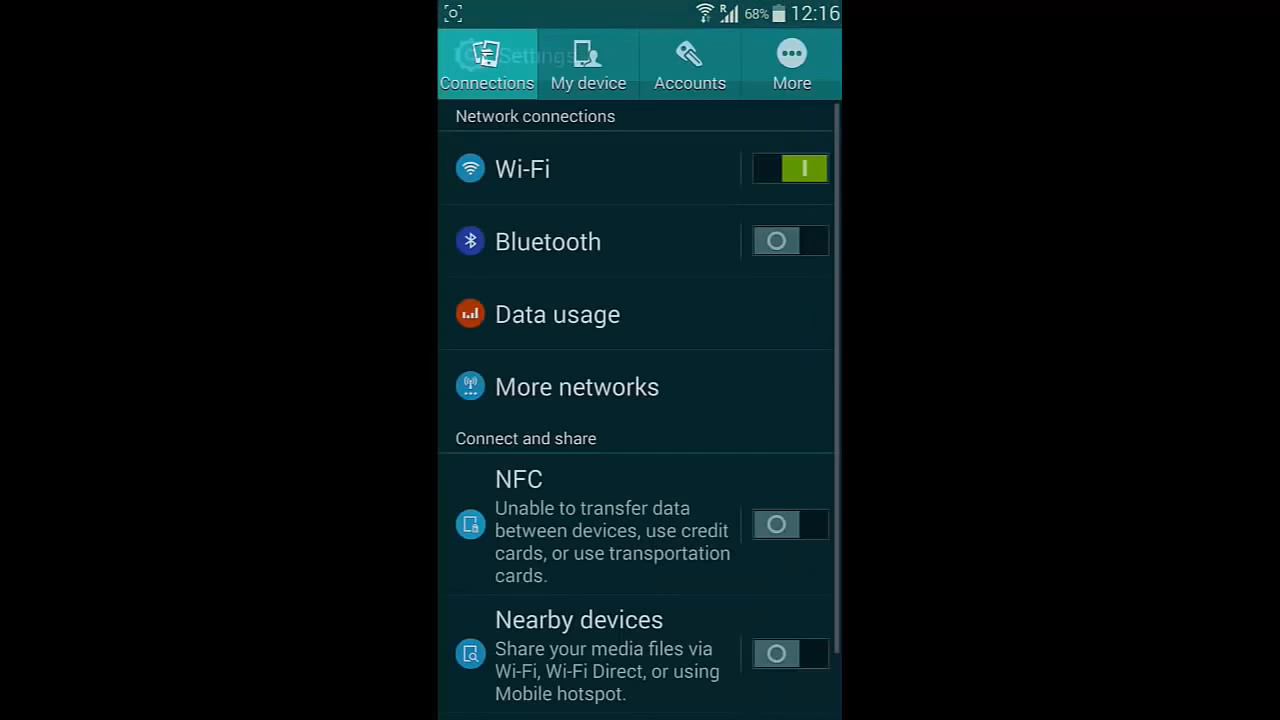 R 68% 12:16
Settings
Connections My device Accounts More
Network connections
Wi-Fi
Bluetooth
Data usage
More networks
Connect and share
NFC
Unable to transfer data
between devices, use credit
cards, or use transportation
cards.
Nearby devices
Share your media files via
Wi-Fi, Wi-Fi Direct, or using
Mobile hotspot.